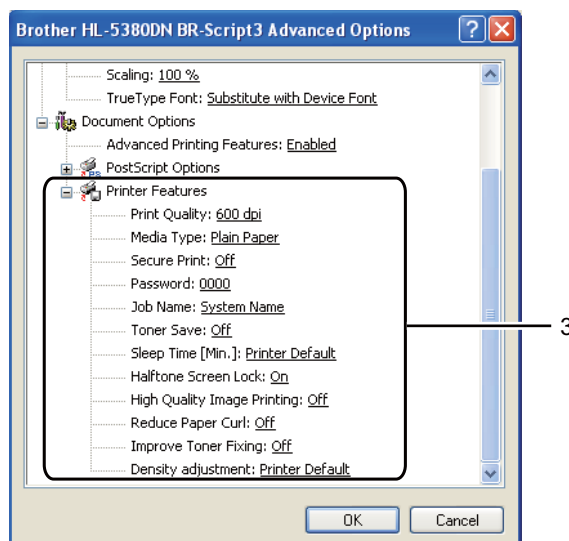 Brother HL-5380DN BR-Script3 Advanced Options
Scaling: 100 %
TrueType Font: Substitute with Device Font
Document Options
Advanced Printing Features: Enabled
PostScript Options
Printer Features
Print Quality: 600 dpi
Media Type: Plain Paper
Secure Print: Off
Password: 0000
Job Name: System Name
Toner Save: Off
3
Sleep Time [Min.]: Printer Default
Halftone Screen Lock: On
High Quality Image Printing: Off
Reduce Paper Curl: Off
Improve Toner Fixing: Off
Density adjustment: Printer Default
OK Cancel